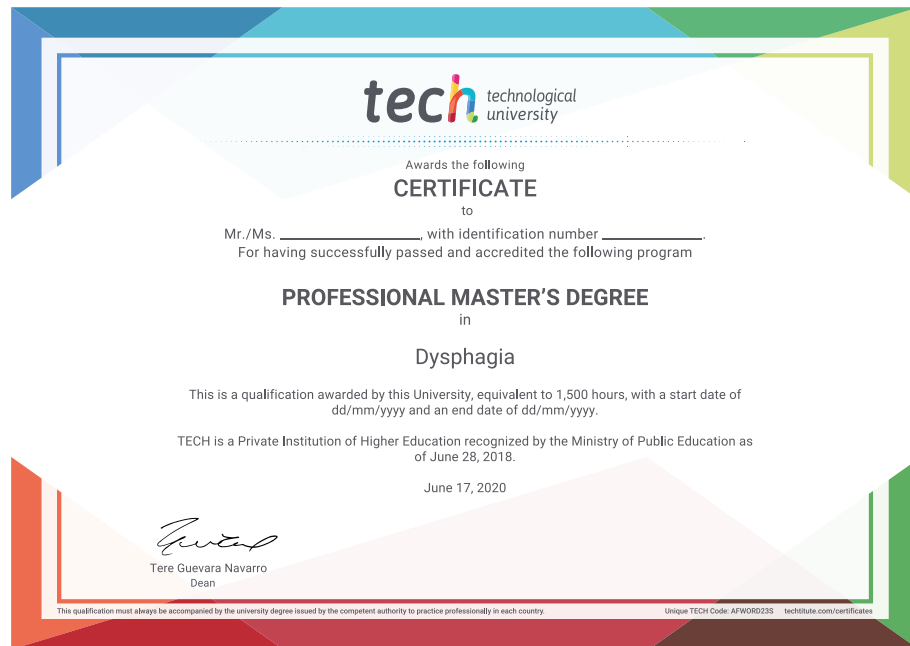 tech technological
university
Awards the following
CERTIFICATE
to
Mr./Ms. ____________________, with identification number ______________.
For having successfully passed and accredited the following program
PROFESSIONAL MASTER'S DEGREE
in
Dysphagia
This is a qualification awarded by this University, equivalent to 1,500 hours, with a start date of
dd/mm/yyyy and an end date of dd/mm/yyyy.
TECH is a Private Institution of Higher Education recognized by the Ministry of Public Education as
of June 28, 2018.
June 17, 2020
Tere Guevara Navarro
Dean
This qualification must always be accompanied by the university degree issued by the competent authority to practice professionally in each country. Unique TECH Code: AFWORD23S techtitute.com/certificates